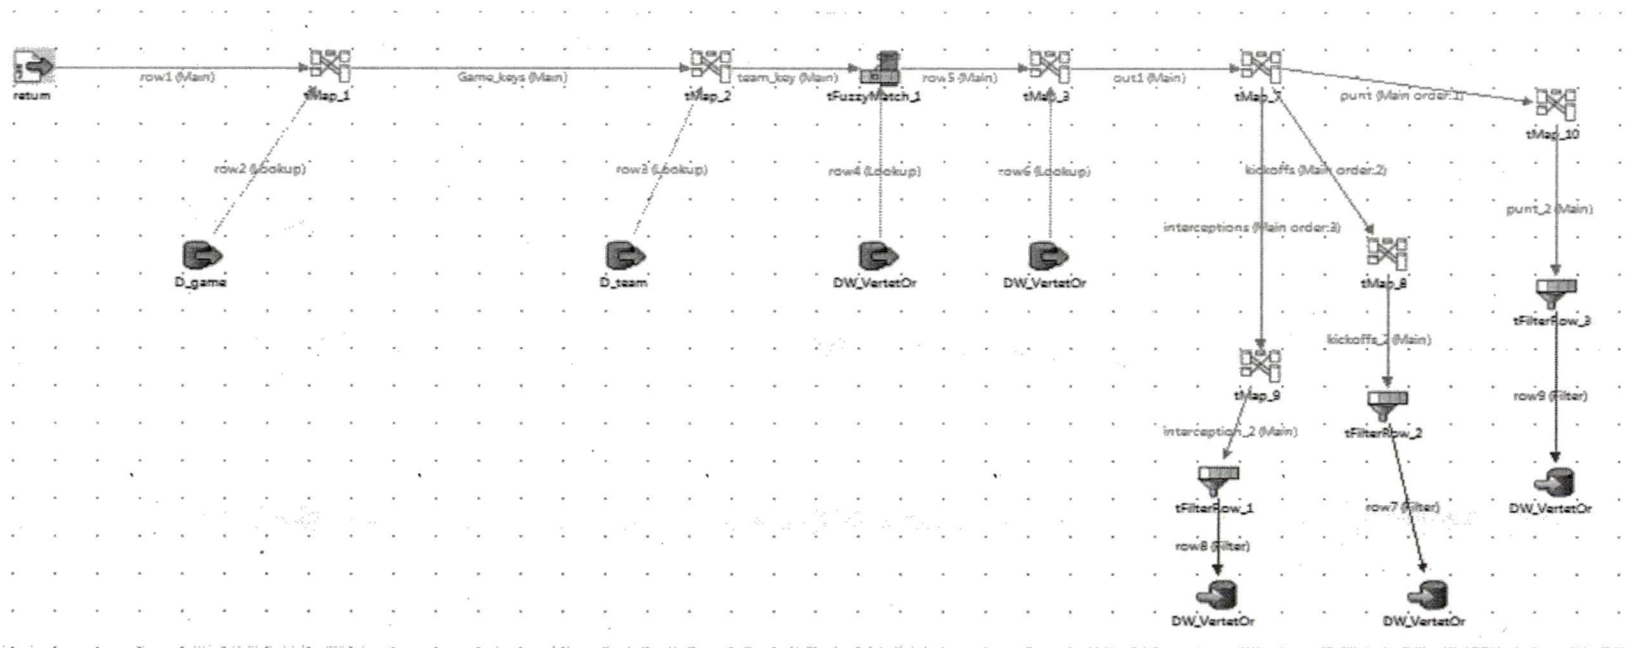 row1 (Main)
Game_keys (Main)
team_key (Main)
row5 (Main)
out1 (Main)
return
tMap_1
tMap_2
tFuzzyMatch_1
tMap_3
tMap_7
punt (Main order:1)
tMap_10
row2 (Lookup)
row3 (Lookup)
row4 (Lookup)
row6 (Lookup)
kickoffs (Main order:2)
punt_2 (Main)
interceptions (Main order:3)
D_game
D_team
DW_VertetOr
DW_VertetOr
tMap_8
tFilterRow_3
kickoffs_2 (Main)
tMap_9
row9 (Filter)
interception_2 (Main)
tFilterRow_2
tFilterRow_1
row7 (Filter)
DW_VertetOr
row8 (Filter)
DW_VertetOr
DW_VertetOr